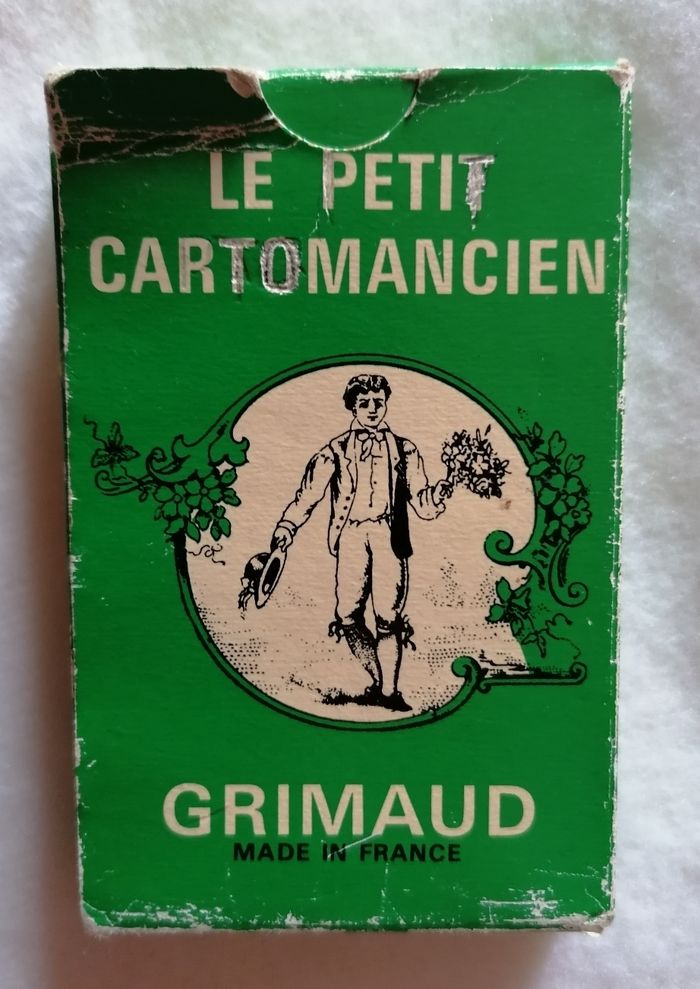 LE PETIT
CARTOMANCIEN
GRIMAUD
MADE IN FRANCE